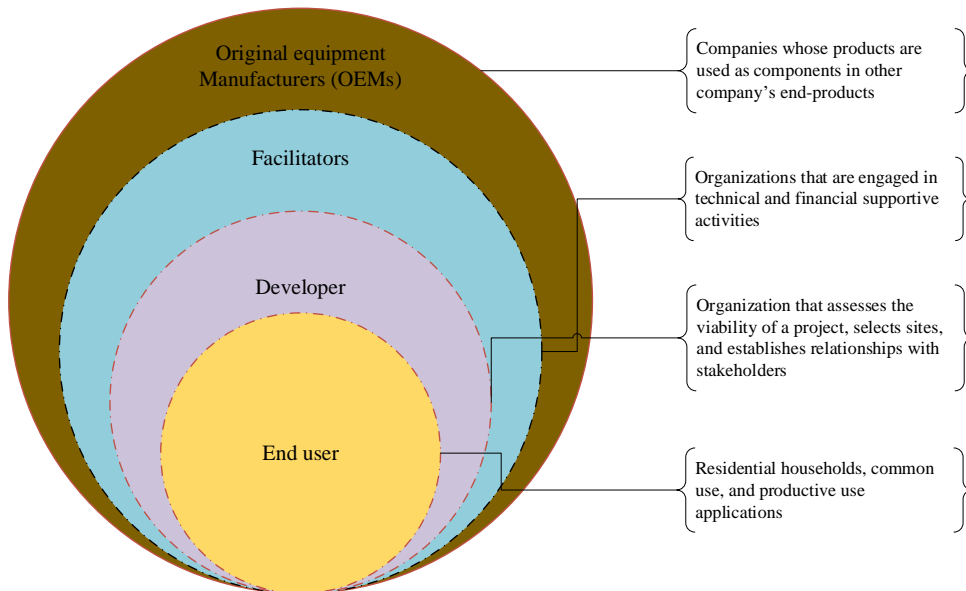 Original equipment
Manufacturers (OEMs)
Facilitators
Developer
End user
Companies whose products are
used as components in other
company’s end-products
Organizations that are engaged in
technical and financial supportive
activities
Organization that assesses the
viability of a project, selects sites,
and establishes relationships with
stakeholders
Residential households, common
use, and productive use
applications